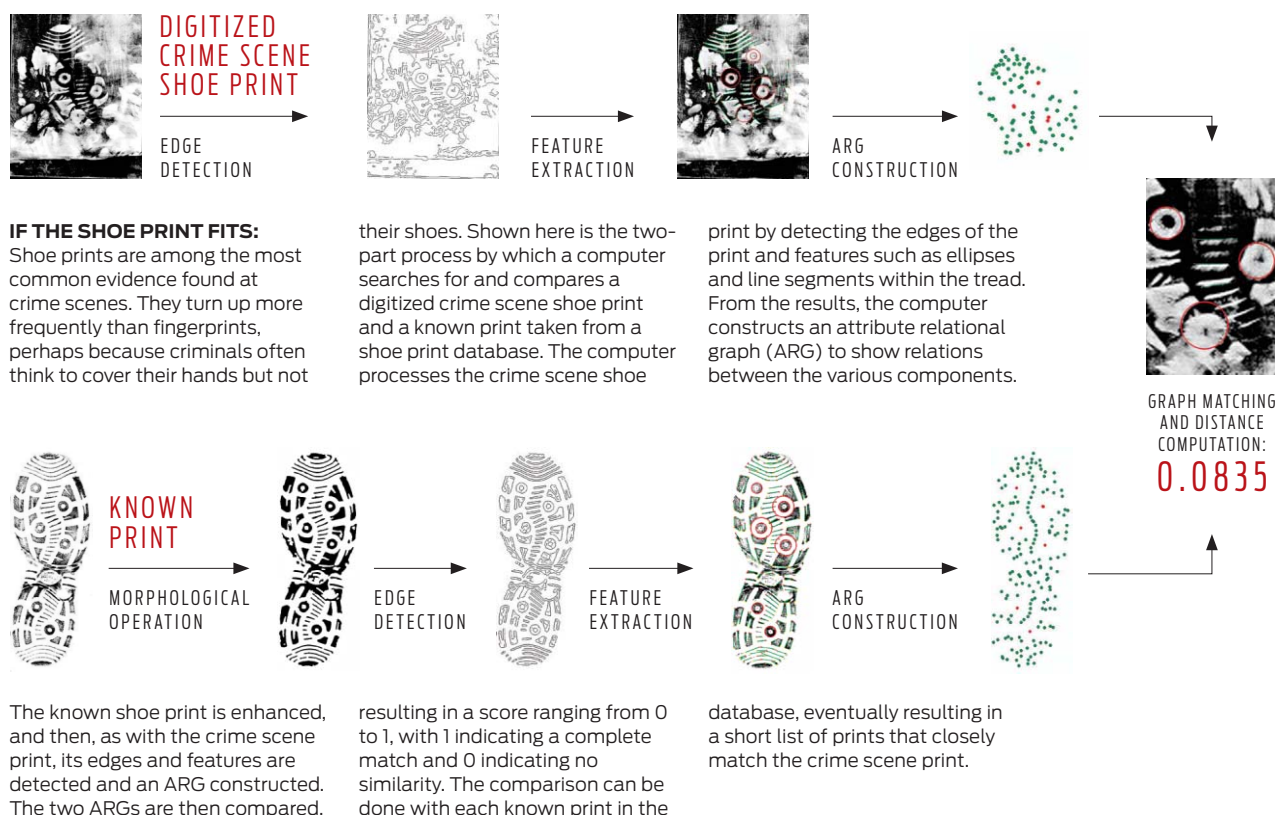 DIGITIZED
CRIME SCENE
SHOE PRINT
EDGE
DETECTION
FEATURE
EXTRACTION
ARG
CONSTRUCTION
IF THE SHOE PRINT FITS:
Shoe prints are among the most
common evidence found at
crime scenes. They turn up more
frequently than fingerprints,
perhaps because criminals often
think to cover their hands but not
their shoes. Shown here is the two-
part process by which a computer
searches for and compares a
digitized crime scene shoe print
and a known print taken from a
shoe print database. The computer
processes the crime scene shoe
print by detecting the edges of the
print and features such as ellipses
and line segments within the tread.
From the results, the computer
constructs an attribute relational
graph (ARG) to show relations
between the various components.
GRAPH MATCHING
AND DISTANCE
COMPUTATION:
0.0835
KNOWN
PRINT
MORPHOLOGICAL
OPERATION
EDGE
DETECTION
FEATURE
EXTRACTION
ARG
CONSTRUCTION
The known shoe print is enhanced,
and then, as with the crime scene
print, its edges and features are
detected and an ARG constructed.
The two ARGs are then compared,
resulting in a score ranging from 0
to 1, with 1 indicating a complete
match and 0 indicating no
similarity. The comparison can be
done with each known print in the
database, eventually resulting in
a short list of prints that closely
match the crime scene print.